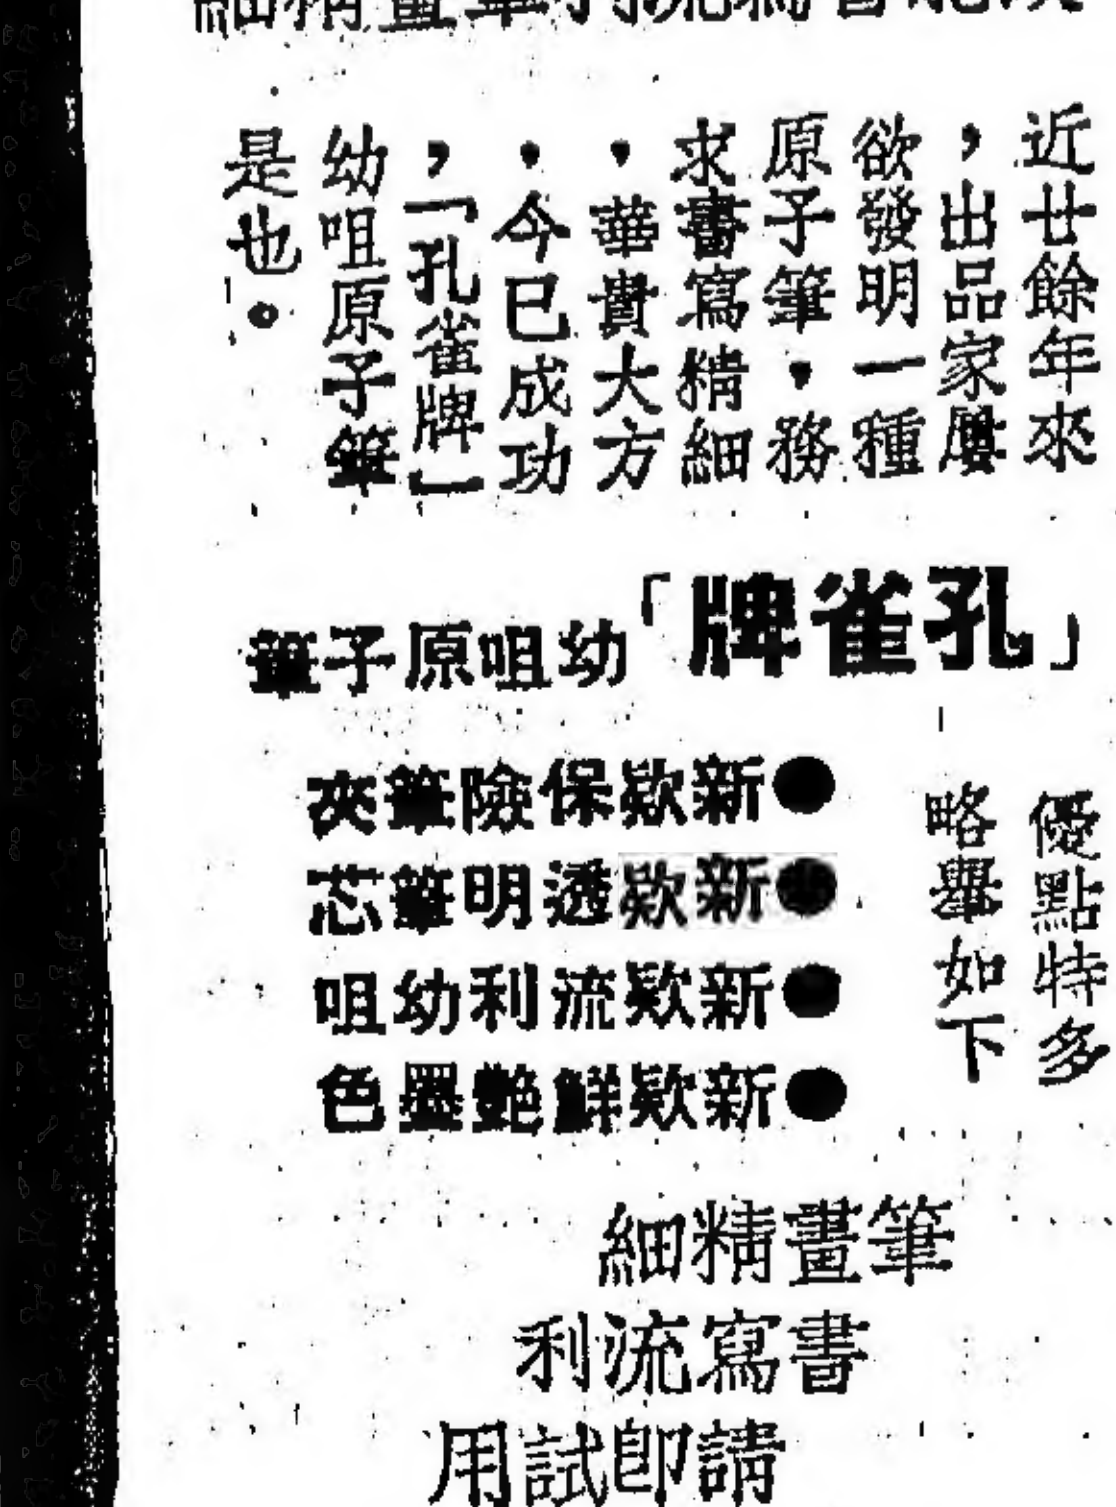 近廿餘年來
，出品家屢
欲發明一種
原子筆，務
求書寫精細
，華貴大方
，今已成功
，「孔雀牌」
幼咀原子筆
是也。
「孔雀牌」幼咀原子筆
優點特多
略舉如下
●新款保險筆夾
●新款透明筆芯
●新款流利幼咀
●新款鮮艷墨色
筆畫精細
書寫流利
請即試用